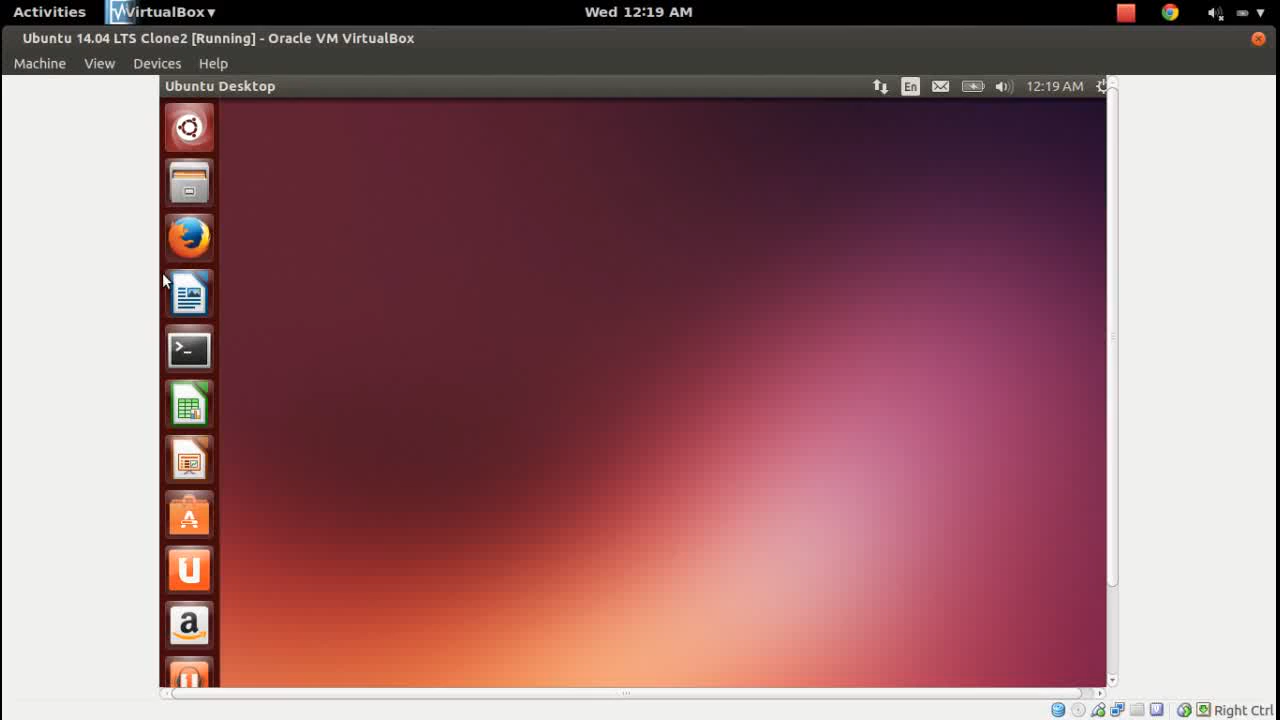 Activities VirtualBox Wed 12:19 AM
Ubuntu 14.04 LTS Clone2 [Running] - Oracle VM VirtualBox
Machine View Devices Help
Ubuntu Desktop En 12:19 AM
>_
A
U
a
U
Right Ctrl